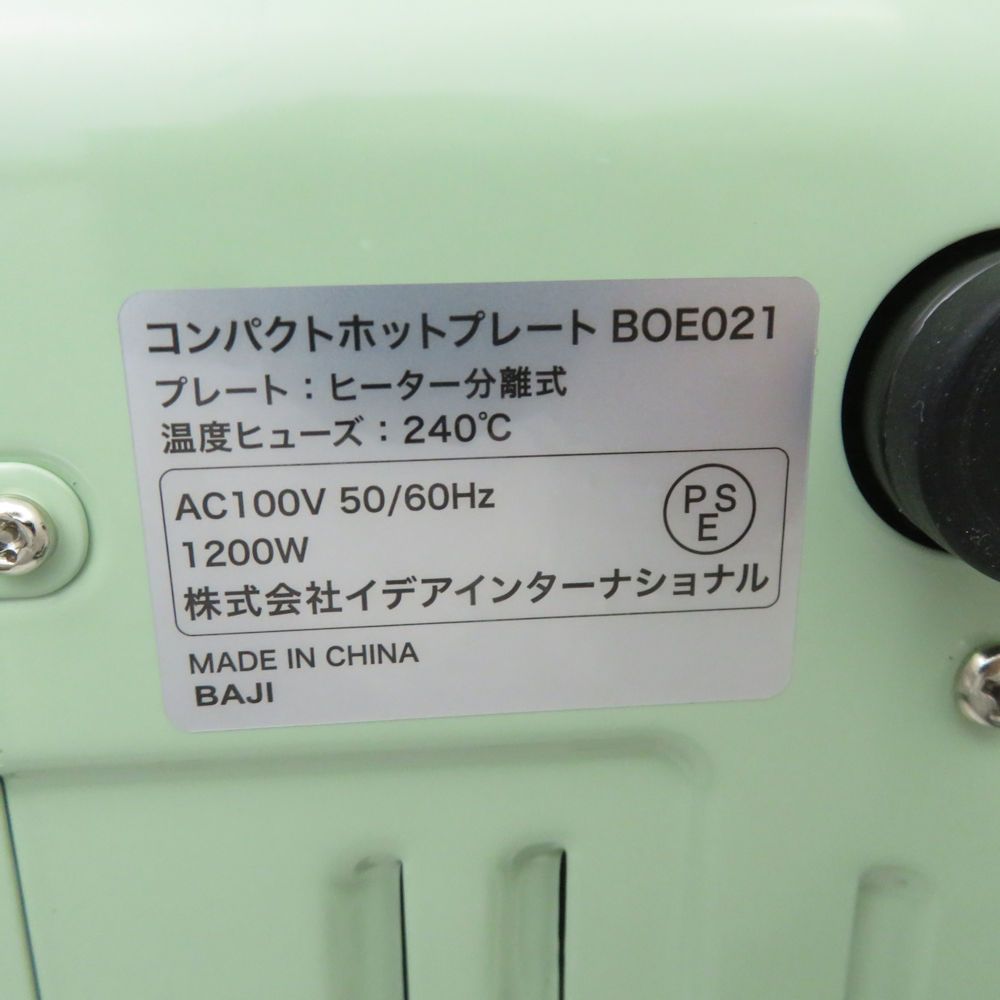 コンパクトホットプレート BOE021
プレート：ヒーター分離式
温度ヒューズ：240℃
AC100V 50/60Hz
1200W
PSE
株式会社イデアインターナショナル
MADE IN CHINA
BAJI